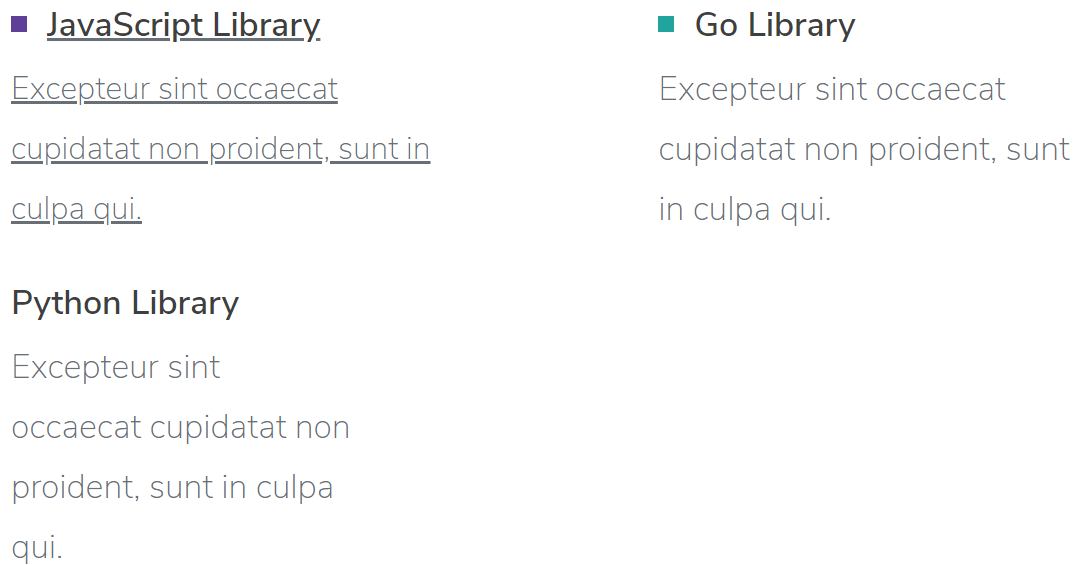 JavaScript Library
Excepteur sint occaecat
cupidatat non proident, sunt in
culpa qui.
Go Library
Excepteur sint occaecat
cupidatat non proident, sunt
in culpa qui.
Python Library
Excepteur sint
occaecat cupidatat non
proident, sunt in culpa
qui.